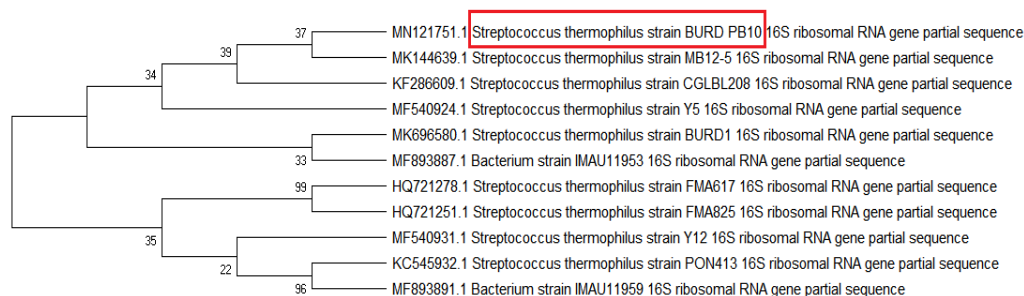 37
MN121751.1 Streptococcus thermophilus strain BURD PB10 16S ribosomal RNA gene partial sequence
39
MK144639.1 Streptococcus thermophilus strain MB12-5 16S ribosomal RNA gene partial sequence
34
KF286609.1 Streptococcus thermophilus strain CGLBL208 16S ribosomal RNA gene partial sequence
MF540924.1 Streptococcus thermophilus strain Y5 16S ribosomal RNA gene partial sequence
MK696580.1 Streptococcus thermophilus strain BURD1 16S ribosomal RNA gene partial sequence
33
MF893887.1 Bacterium strain IMAU11953 16S ribosomal RNA gene partial sequence
99
HQ721278.1 Streptococcus thermophilus strain FMA617 16S ribosomal RNA gene partial sequence
HQ721251.1 Streptococcus thermophilus strain FMA825 16S ribosomal RNA gene partial sequence
35
MF540931.1 Streptococcus thermophilus strain Y12 16S ribosomal RNA gene partial sequence
22
KC545932.1 Streptococcus thermophilus strain PON413 16S ribosomal RNA gene partial sequence
96
MF893891.1 Bacterium strain IMAU11959 16S ribosomal RNA gene partial sequence